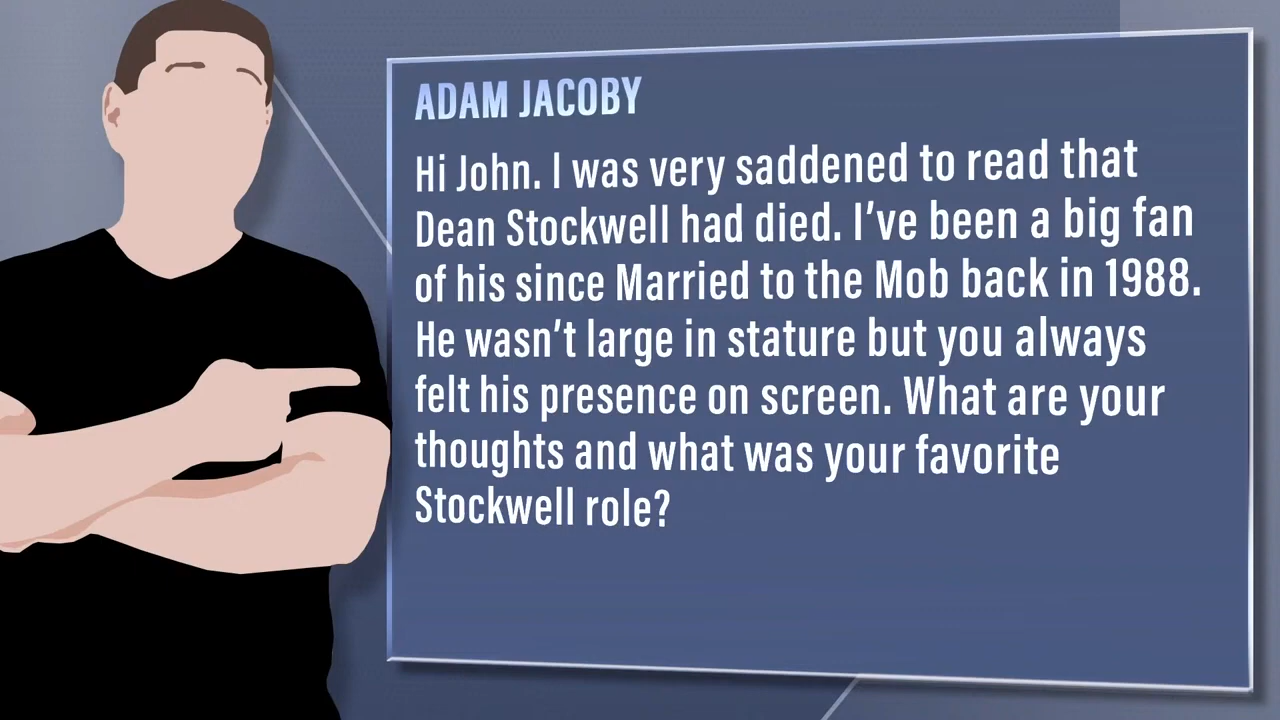 ADAM JACOBY
Hi John. I was very saddened to read that
Dean Stockwell had died. I've been a big fan
of his since Married to the Mob back in 1988.
He wasn't large in stature but you always
felt his presence on screen. What are your
thoughts and what was your favorite
Stockwell role?